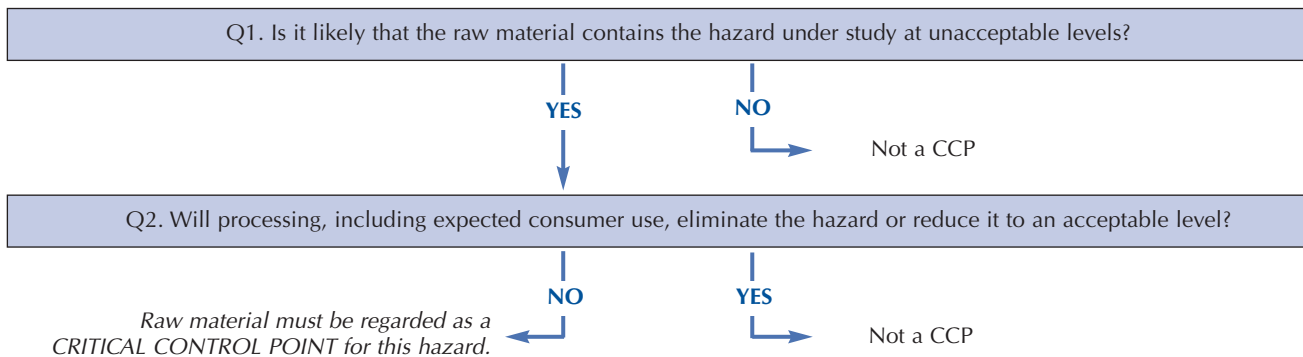 Q1. Is it likely that the raw material contains the hazard under study at unacceptable levels?
YES
NO
Not a CCP
Q2. Will processing, including expected consumer use, eliminate the hazard or reduce it to an acceptable level?
NO
YES
Raw material must be regarded as a
CRITICAL CONTROL POINT for this hazard.
Not a CCP